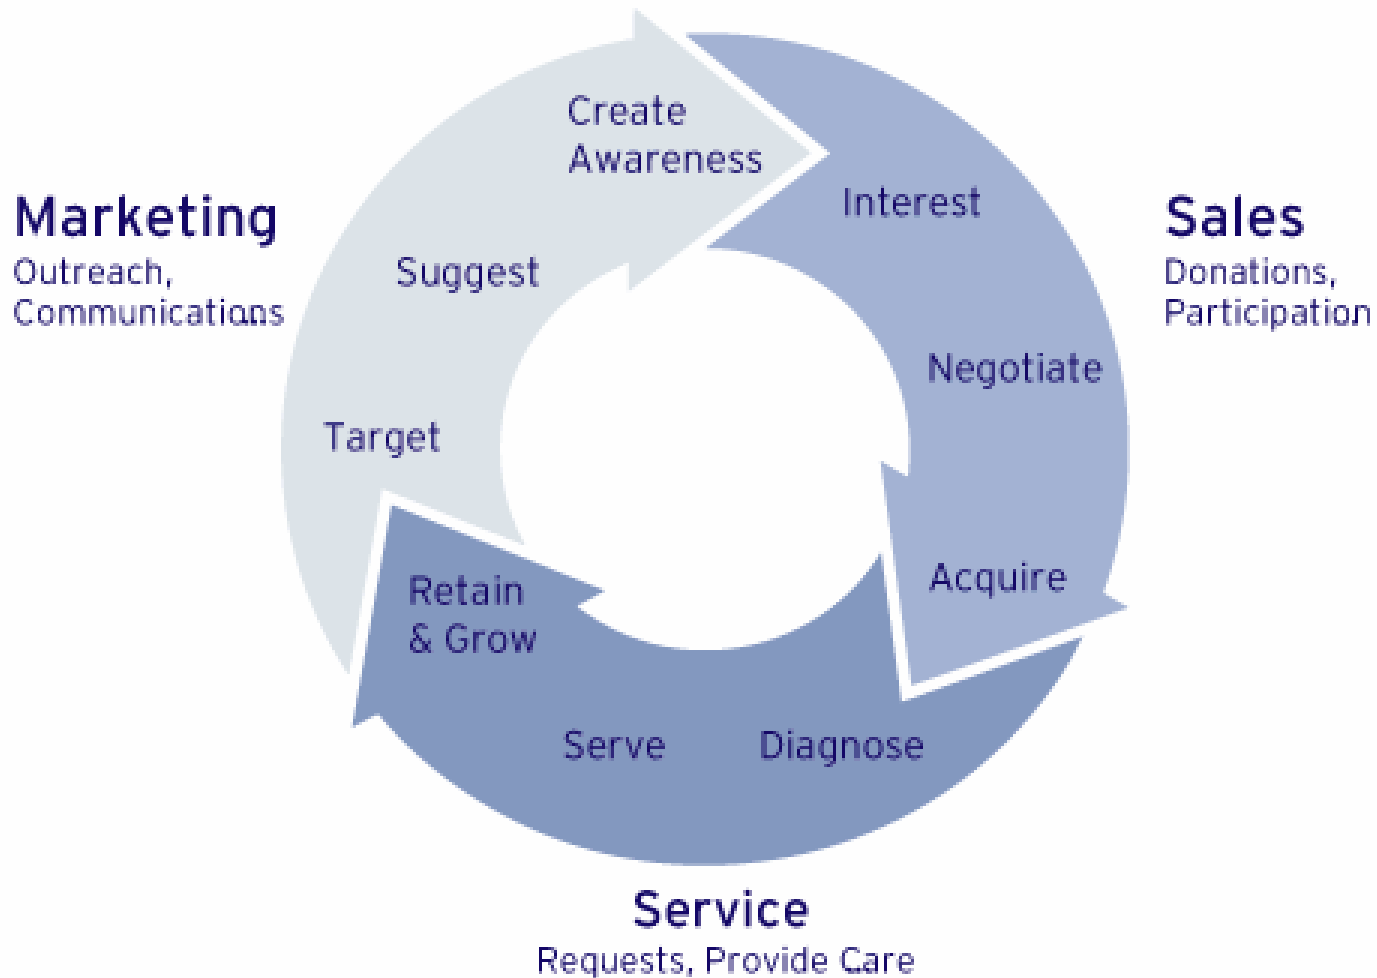 Create
Awareness
Interest
Marketing
Outreach,
Communications
Sales
Donations,
Participation
Suggest
Negotiate
Target
Retain
& Grow
Acquire
Serve
Diagnose
Service
Requests, Provide Care